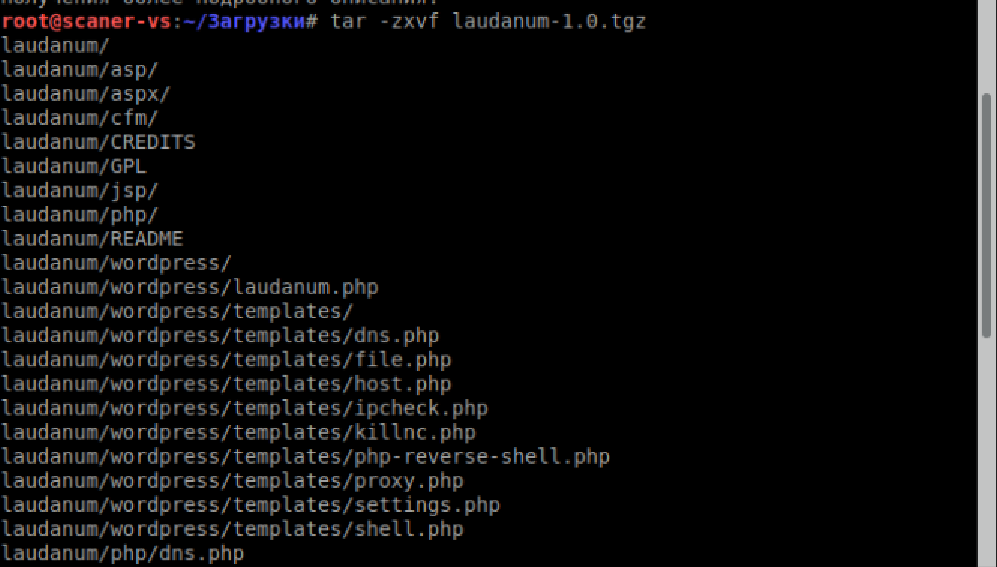 получения более подробного описания.
root@scaner-vs:~/Загрузки# tar -zxvf laudanum-1.0.tgz
laudanum/
laudanum/asp/
laudanum/aspx/
laudanum/cfm/
laudanum/CREDITS
laudanum/GPL
laudanum/jsp/
laudanum/php/
laudanum/README
laudanum/wordpress/
laudanum/wordpress/laudanum.php
laudanum/wordpress/templates/
laudanum/wordpress/templates/dns.php
laudanum/wordpress/templates/file.php
laudanum/wordpress/templates/host.php
laudanum/wordpress/templates/ipcheck.php
laudanum/wordpress/templates/killnc.php
laudanum/wordpress/templates/php-reverse-shell.php
laudanum/wordpress/templates/proxy.php
laudanum/wordpress/templates/settings.php
laudanum/wordpress/templates/shell.php
laudanum/php/dns.php